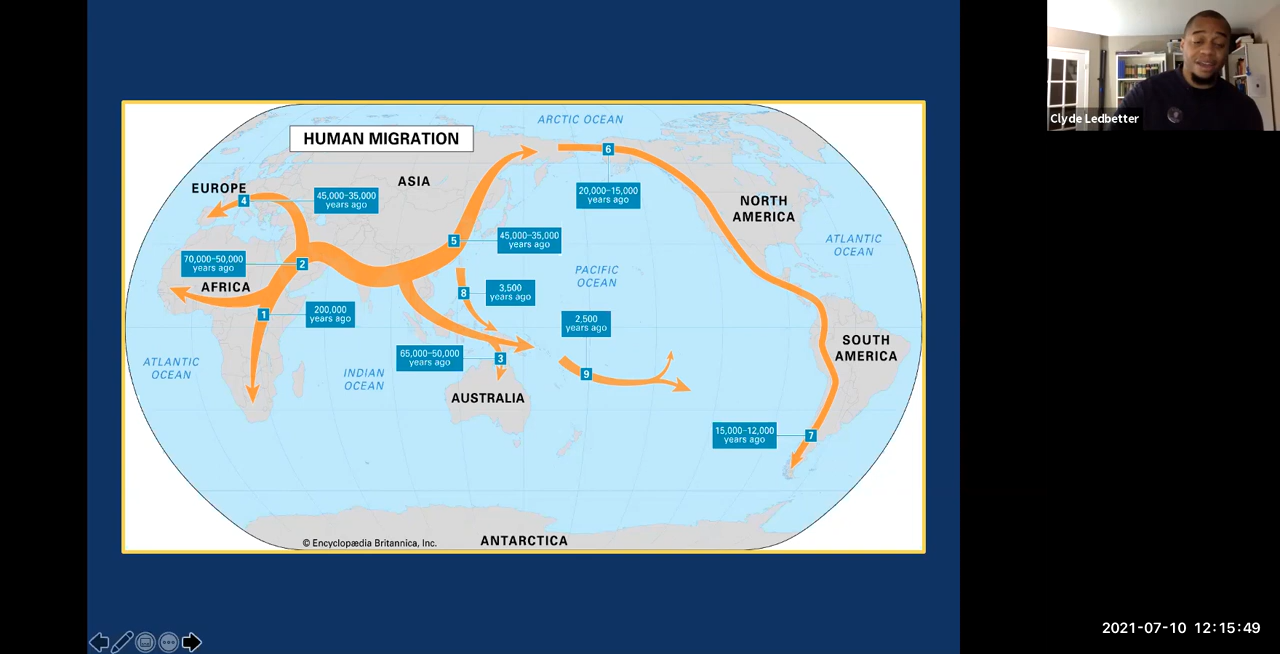 HUMAN MIGRATION
ARCTIC OCEAN
EUROPE
ASIA
4
45,000–35,000
years ago
6
20,000–15,000
years ago
NORTH
AMERICA
ATLANTIC
OCEAN
5
45,000–35,000
years ago
70,000–50,000
years ago
2
AFRICA
PACIFIC
OCEAN
8
3,500
years ago
1
200,000
years ago
2,500
years ago
65,000–50,000
years ago
3
SOUTH
AMERICA
ATLANTIC
OCEAN
INDIAN
OCEAN
9
AUSTRALIA
15,000–12,000
years ago
7
© Encyclopædia Britannica, Inc.
ANTARCTICA
Clyde Ledbetter
2021-07-10 12:15:49